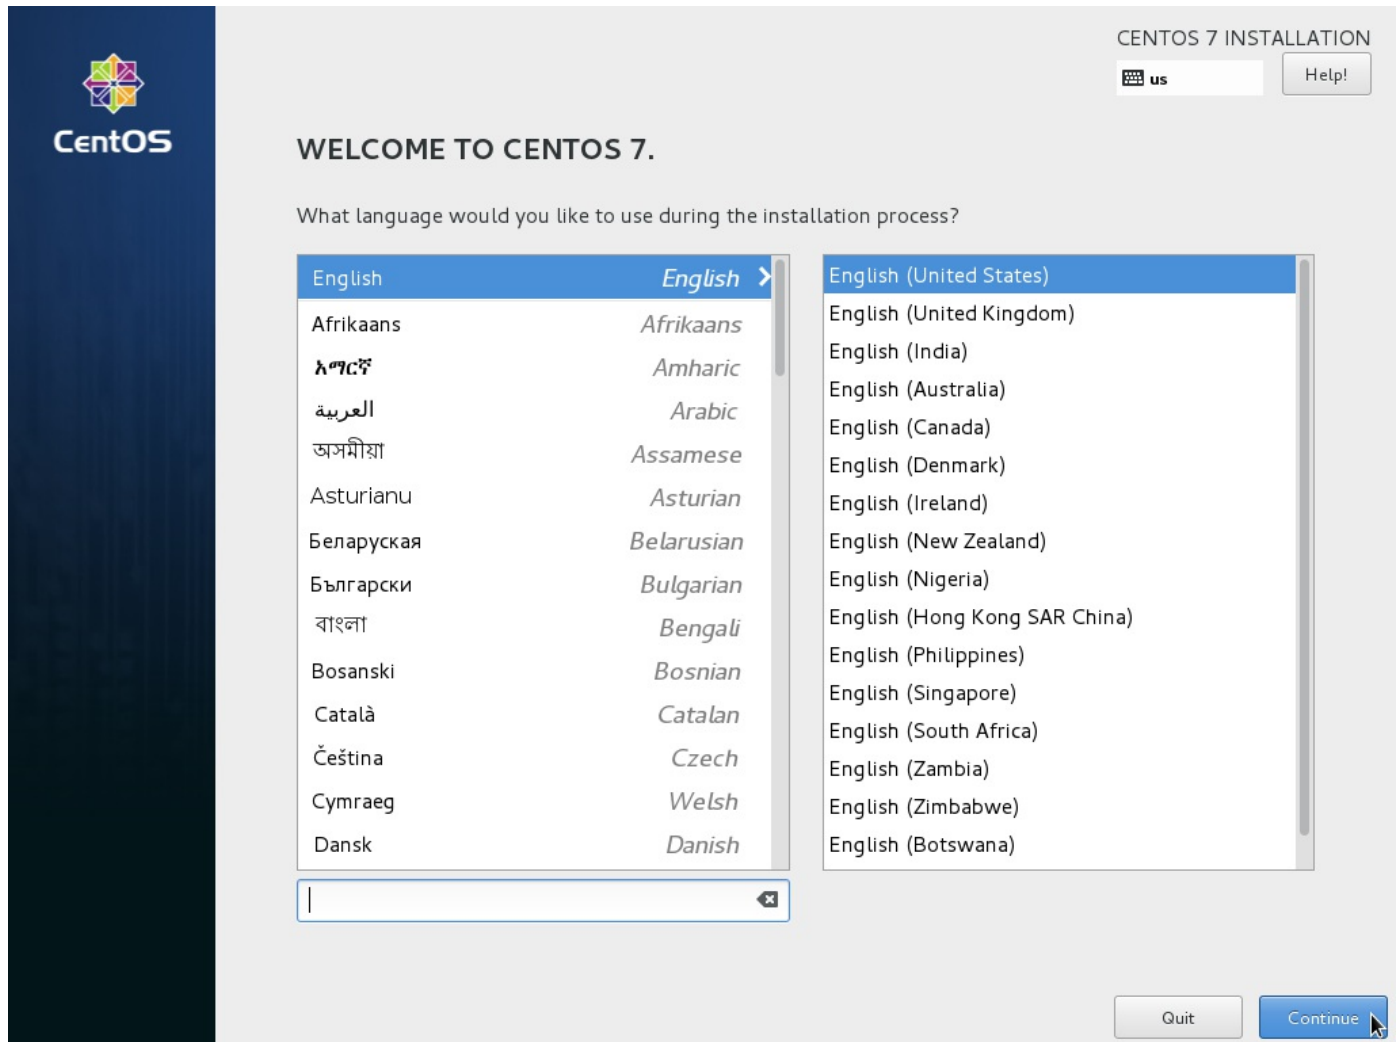 CentOS
CENTOS 7 INSTALLATION
us
Help!
WELCOME TO CENTOS 7.
What language would you like to use during the installation process?
English English
Afrikaans Afrikaans
አማርኛ Amharic
العربية Arabic
অসমীয়া Assamese
Asturianu Asturian
Беларуская Belarusian
Български Bulgarian
বাংলা Bengali
Bosanski Bosnian
Català Catalan
Čeština Czech
Cymraeg Welsh
Dansk Danish
English (United States)
English (United Kingdom)
English (India)
English (Australia)
English (Canada)
English (Denmark)
English (Ireland)
English (New Zealand)
English (Nigeria)
English (Hong Kong SAR China)
English (Philippines)
English (Singapore)
English (South Africa)
English (Zambia)
English (Zimbabwe)
English (Botswana)
Quit
Continue